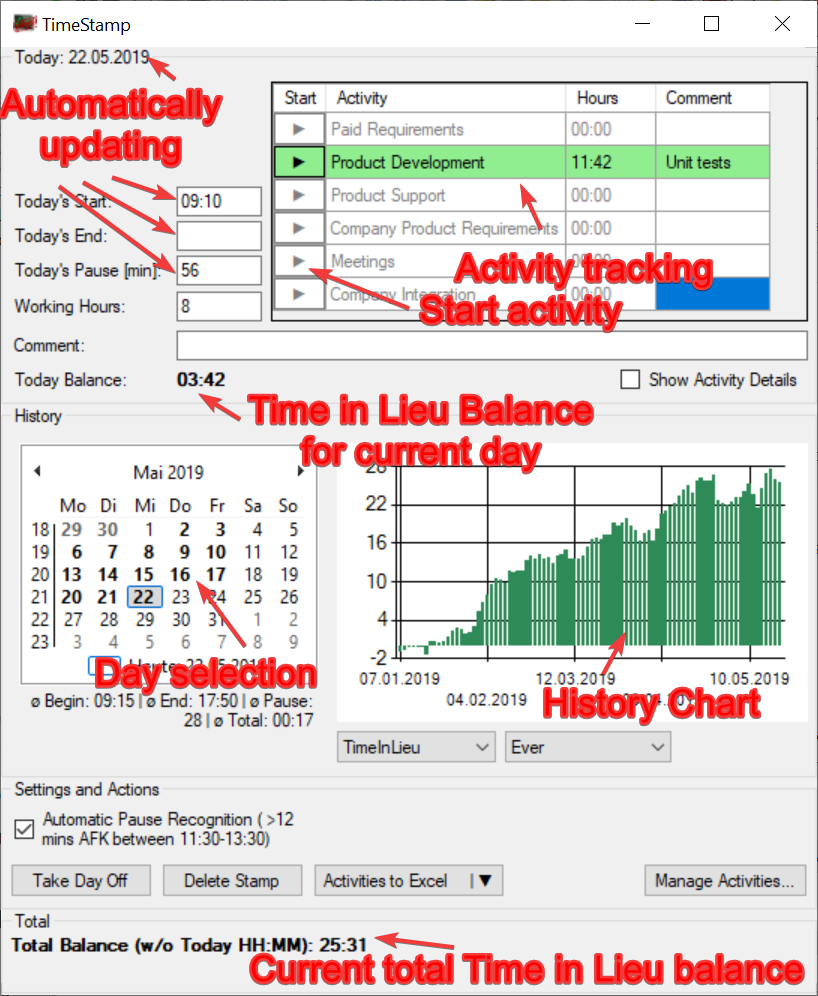 TimeStamp
Today: 22.05.2019
Automatically
updating
Start Activity Hours Comment
Paid Requirements 00:00
Product Development 11:42 Unit tests
Product Support 00:00
Company Product Requirements 00:00
Meetings
Company Integration 00:00
Activity tracking
Start activity
Today's Start: 09:10
Today's End:
Today's Pause [min]: 56
Working Hours: 8
Comment:
Today Balance: 03:42
Show Activity Details
Time in Lieu Balance
for current day
History
Mai 2019
Mo Di Mi Do Fr Sa So
18 29 30 1 2 3 4 5
19 6 7 8 9 10 11 12
20 13 14 15 16 17 18 19
21 20 21 22 23 24 25 26
22 27 28 29 30 31 1 2
23 3 4 5 6 7 8 9
Day selection
ø Begin: 09:15 | ø End: 17:50 | ø Pause:
28 | ø Total: 00:17
28
22
16
10
4
-2
07.01.2019 12.03.2019 10.05.2019
04.02.2019
History Chart
TimeInLieu Ever
Settings and Actions
Automatic Pause Recognition ( >12
mins AFK between 11:30-13:30)
Take Day Off Delete Stamp Activities to Excel |▼ Manage Activities...
Total
Total Balance (w/o Today HH:MM): 25:31
Current total Time in Lieu balance